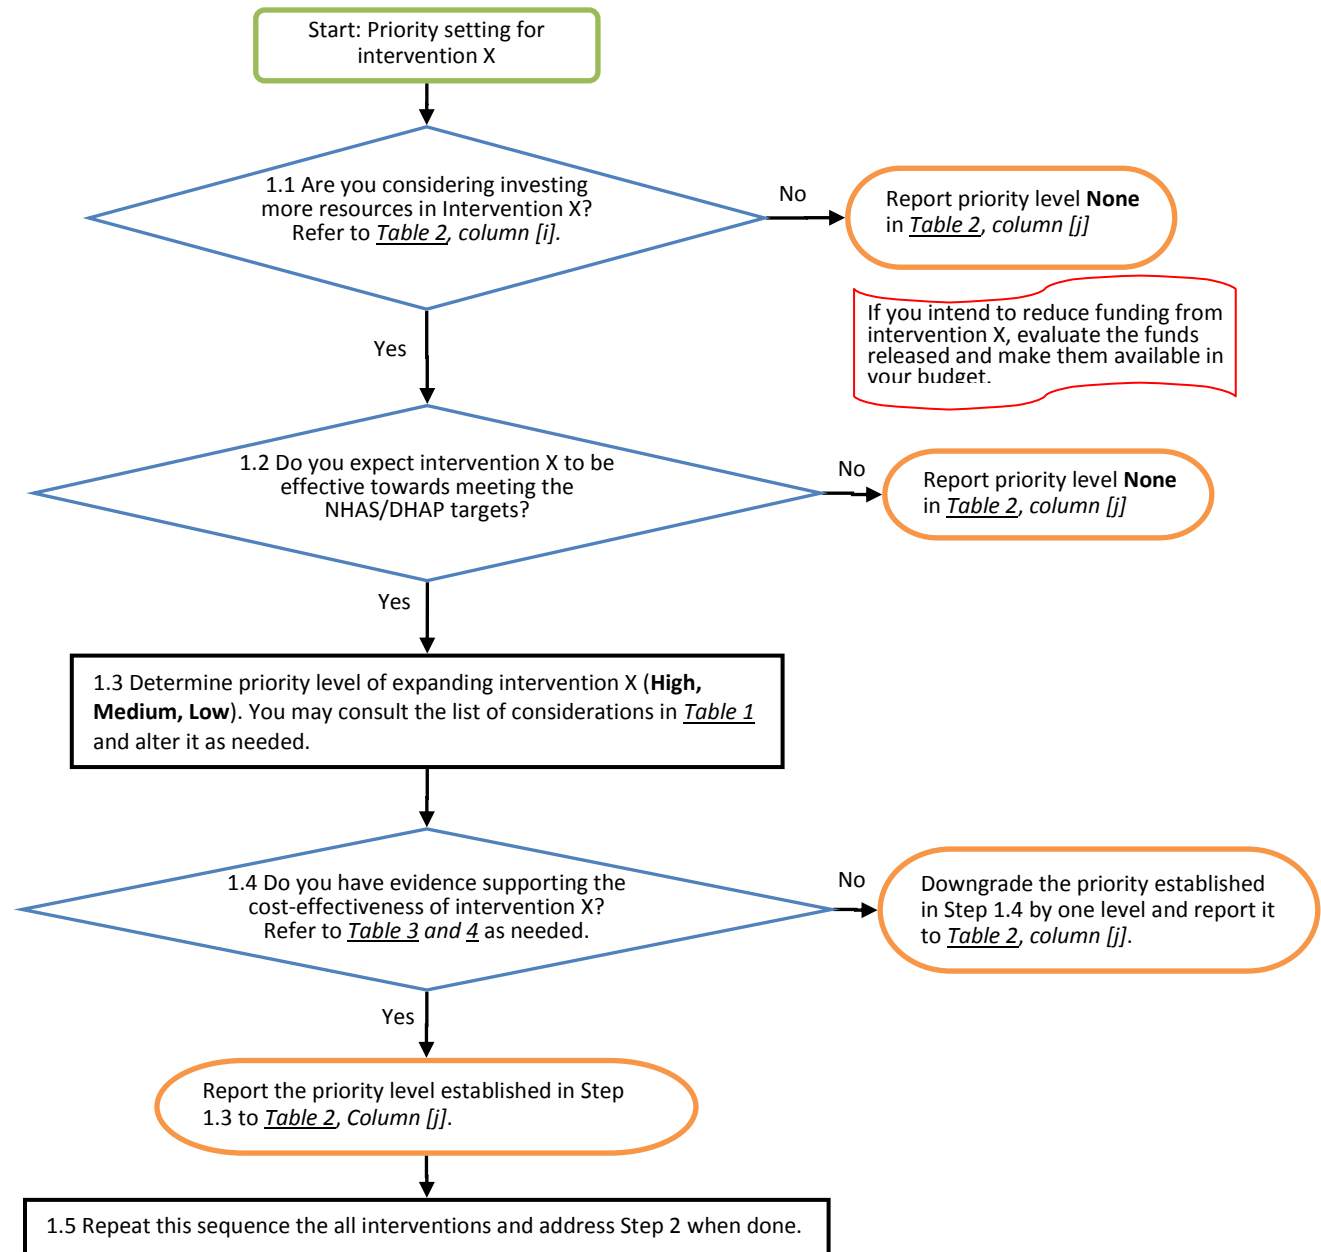 Start: Priority setting for
intervention X
1.1 Are you considering investing
more resources in Intervention X?
Refer to Table 2, column [i].
No
Report priority level None
in Table 2, column [j]
If you intend to reduce funding from
intervention X, evaluate the funds
released and make them available in
your budget.
Yes
1.2 Do you expect intervention X to be
effective towards meeting the
NHAS/DHAP targets?
No
Report priority level None
in Table 2, column [j]
Yes
1.3 Determine priority level of expanding intervention X (High,
Medium, Low). You may consult the list of considerations in Table 1
and alter it as needed.
1.4 Do you have evidence supporting the
cost-effectiveness of intervention X?
Refer to Table 3 and 4 as needed.
No
Downgrade the priority established
in Step 1.4 by one level and report it
to Table 2, column [j].
Yes
Report the priority level established in Step
1.3 to Table 2, Column [j].
1.5 Repeat this sequence the all interventions and address Step 2 when done.